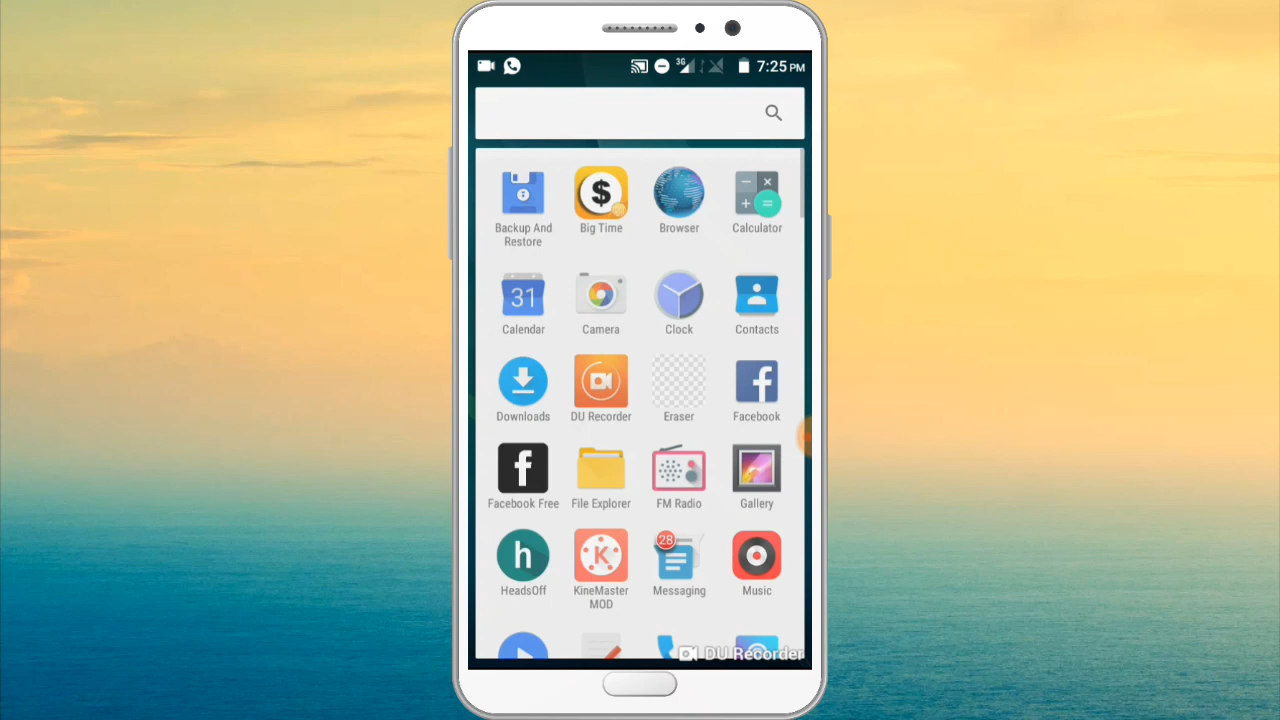 3G 7:25 PM
$
Backup And Restore
Big Time
Browser
Calculator
31
Calendar
Camera
Clock
Contacts
Downloads
DU Recorder
Eraser
f
Facebook
f
Facebook Free
File Explorer
FM Radio
Gallery
h
HeadsOff
K
KineMaster MOD
28
Messaging
Music
DU Recorder